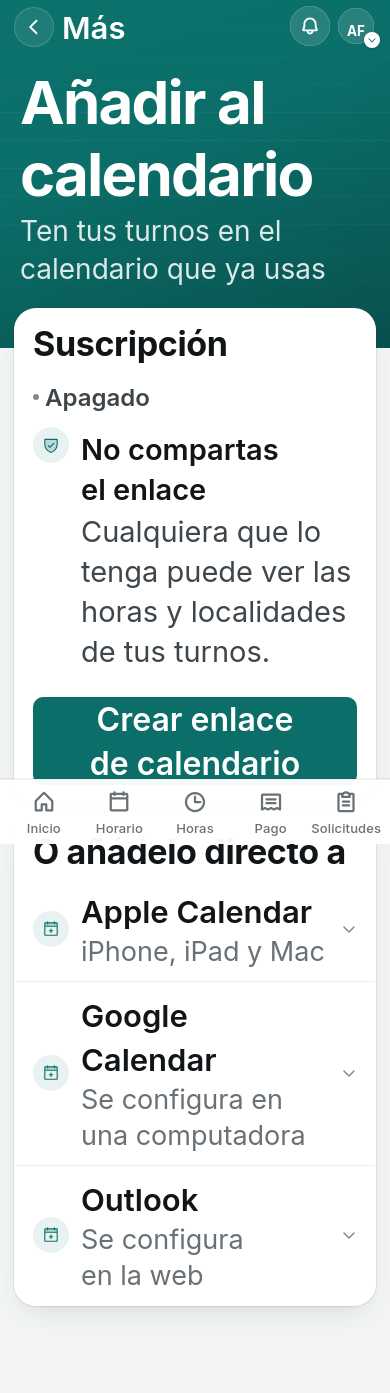 Más
AF
Añadir al
calendario
Ten tus turnos en el
calendario que ya usas
Suscripción
Apagado
No compartas
el enlace
Cualquiera que lo
tenga puede ver las
horas y localidades
de tus turnos.
Crear enlace
de calendario
Inicio
Horario
Horas
Pago
Solicitudes
O añádelo directo a
Apple Calendar
iPhone, iPad y Mac
Google
Calendar
Se configura en
una computadora
Outlook
Se configura
en la web